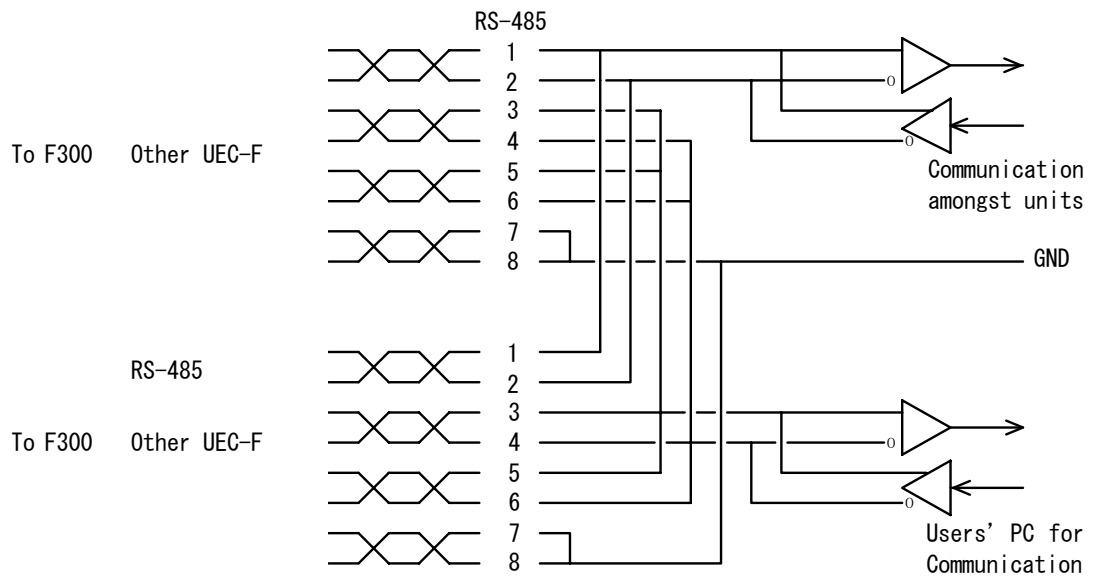 RS-485
1
2
3
4
To F300 Other UEC-F
5
6
7
8
o
o
Communication
amongst units
GND
RS-485
1
2
3
4
To F300 Other UEC-F
5
6
7
8
o
o
Users' PC for
Communication